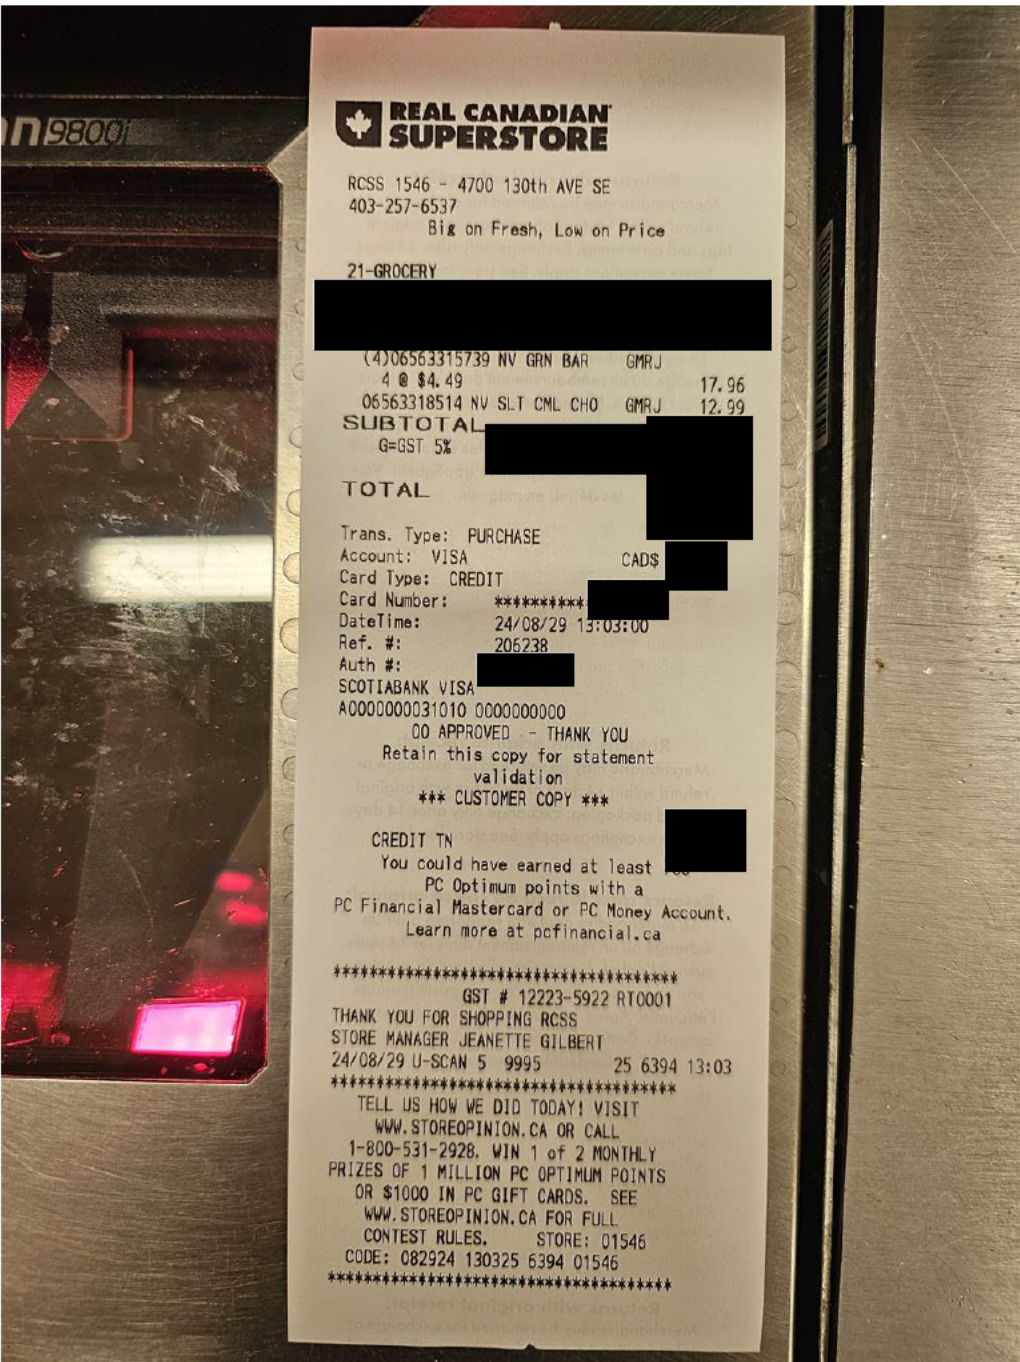 n9800i
REAL CANADIAN
SUPERSTORE
RCSS 1546 - 4700 130th AVE SE
403-257-6537
Big on Fresh, Low on Price
21-GROCERY
(4)06563315739 NV GRN BAR GMRJ
4 @ $4.49 17.96
06563318514 NV SLT CML CHO GMRJ 12.99
SUBTOTAL
G=GST 5%
TOTAL
Trans. Type: PURCHASE
Account: VISA CAD$
Card Type: CREDIT
Card Number: **********
DateTime: 24/08/29 13:03:00
Ref. #: 206238
Auth #:
SCOTIABANK VISA
A0000000031010 0000000000
00 APPROVED - THANK YOU
Retain this copy for statement
validation
*** CUSTOMER COPY ***
CREDIT TN
You could have earned at least
PC Optimum points with a
PC Financial Mastercard or PC Money Account.
Learn more at pcfinancial.ca
**************************************
GST # 12223-5922 RT0001
THANK YOU FOR SHOPPING RCSS
STORE MANAGER JEANETTE GILBERT
24/08/29 U-SCAN 5 9995 25 6394 13:03
**************************************
TELL US HOW WE DID TODAY! VISIT
WWW.STOREOPINION.CA OR CALL
1-800-531-2928. WIN 1 of 2 MONTHLY
PRIZES OF 1 MILLION PC OPTIMUM POINTS
OR $1000 IN PC GIFT CARDS. SEE
WWW.STOREOPINION.CA FOR FULL
CONTEST RULES. STORE: 01546
CODE: 082924 130325 6394 01546
**************************************